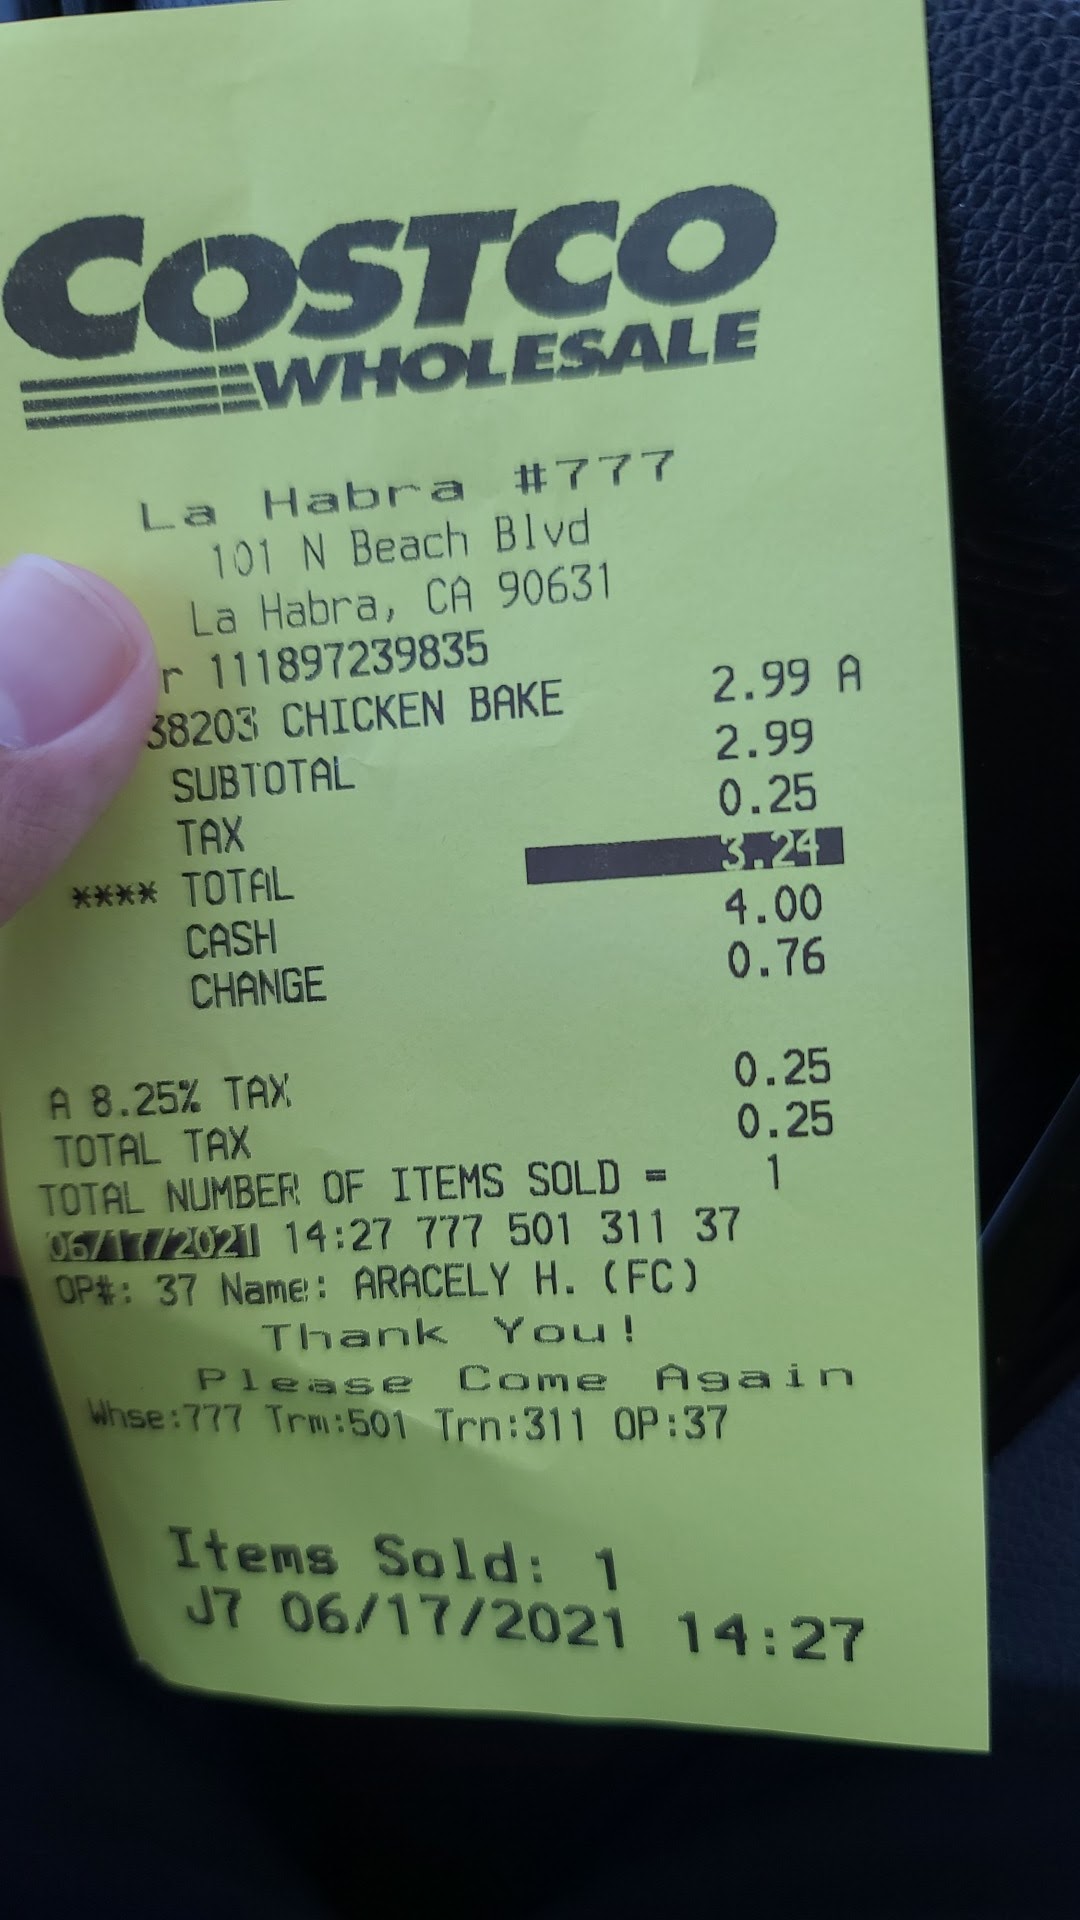 COSTCO
WHOLESALE
La Habra #777
101 N Beach Blvd
La Habra, CA 90631
r 111897239835
38203 CHICKEN BAKE 2.99 A
SUBTOTAL 2.99
TAX 0.25
**** TOTAL 3.24
CASH 4.00
CHANGE 0.76
A 8.25% TAX 0.25
TOTAL TAX 0.25
TOTAL NUMBER OF ITEMS SOLD = 1
06/17/2021 14:27 777 501 311 37
OP#: 37 Name: ARACELY H. (FC)
Thank You!
Please Come Again
Whse:777 Trm:501 Trn:311 OP:37
Items Sold: 1
J7 06/17/2021 14:27